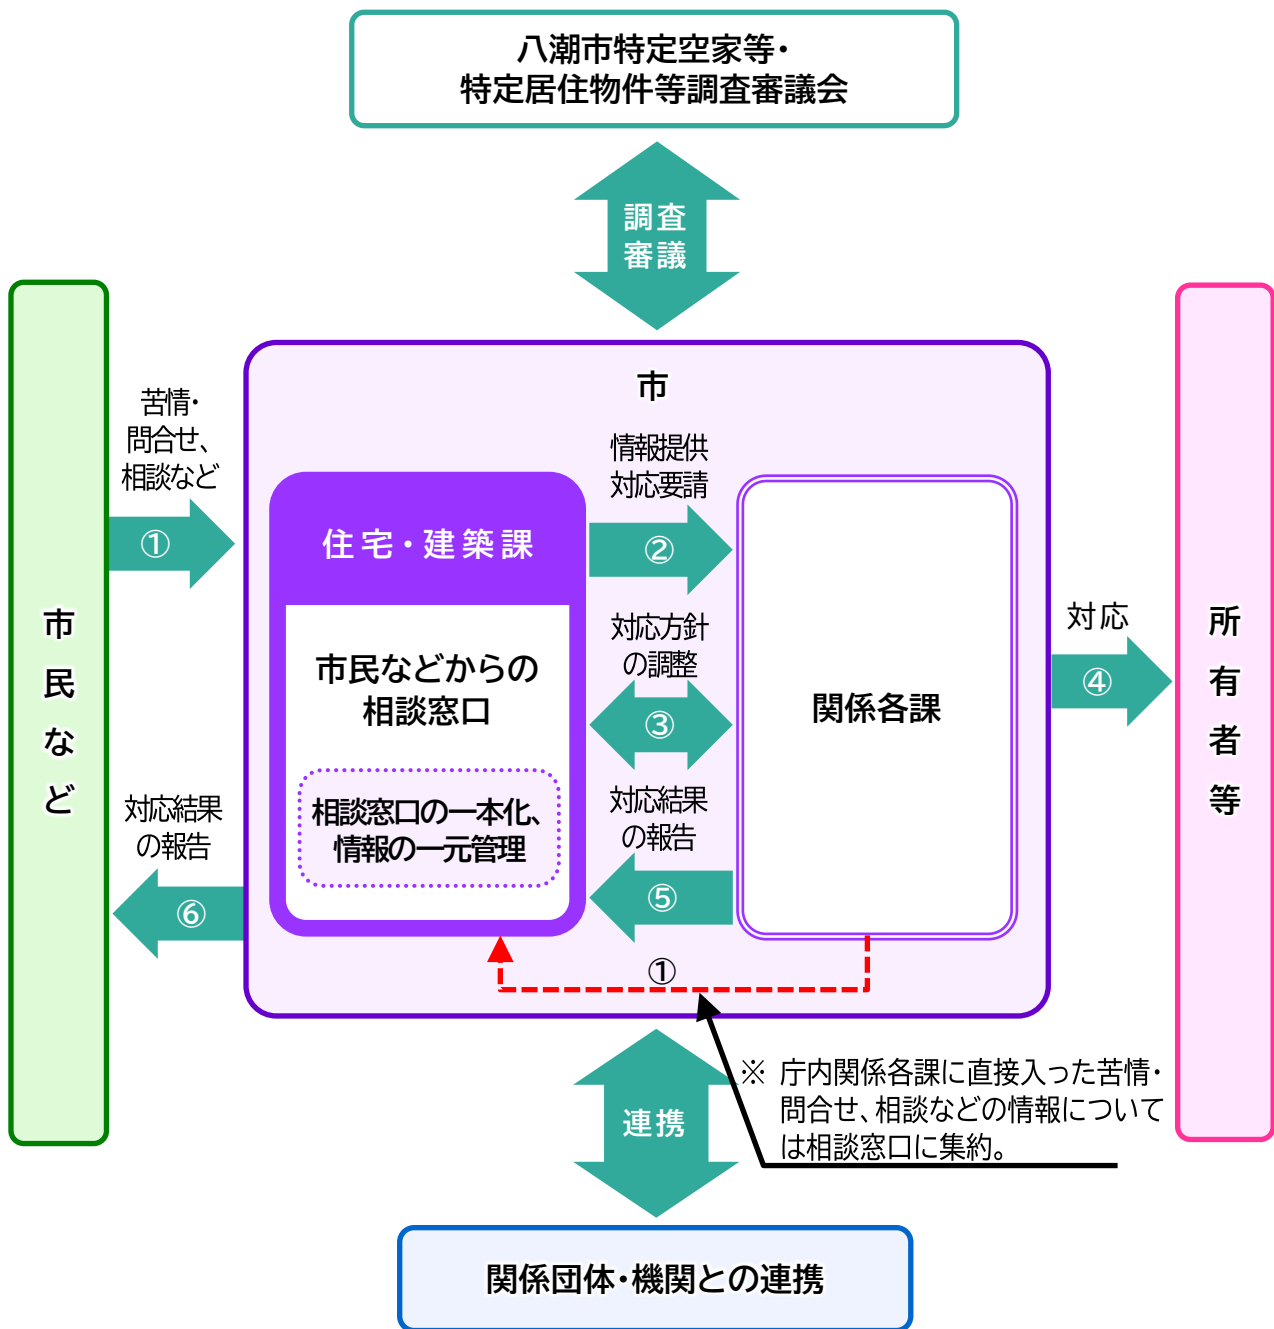 八潮市特定空家等・
特定居住物件等調査審議会
調査
審議
市
苦情・
問合せ、
相談など
①
市民など
対応結果
の報告
⑥
住宅・建築課
市民などからの
相談窓口
相談窓口の一本化、
情報の一元管理
情報提供
対応要請
②
対応方針
の調整
③
対応結果
の報告
⑤
関係各課
①
対応
④
所有者等
※ 庁内関係各課に直接入った苦情・
問合せ、相談などの情報について
は相談窓口に集約。
連携
関係団体・機関との連携